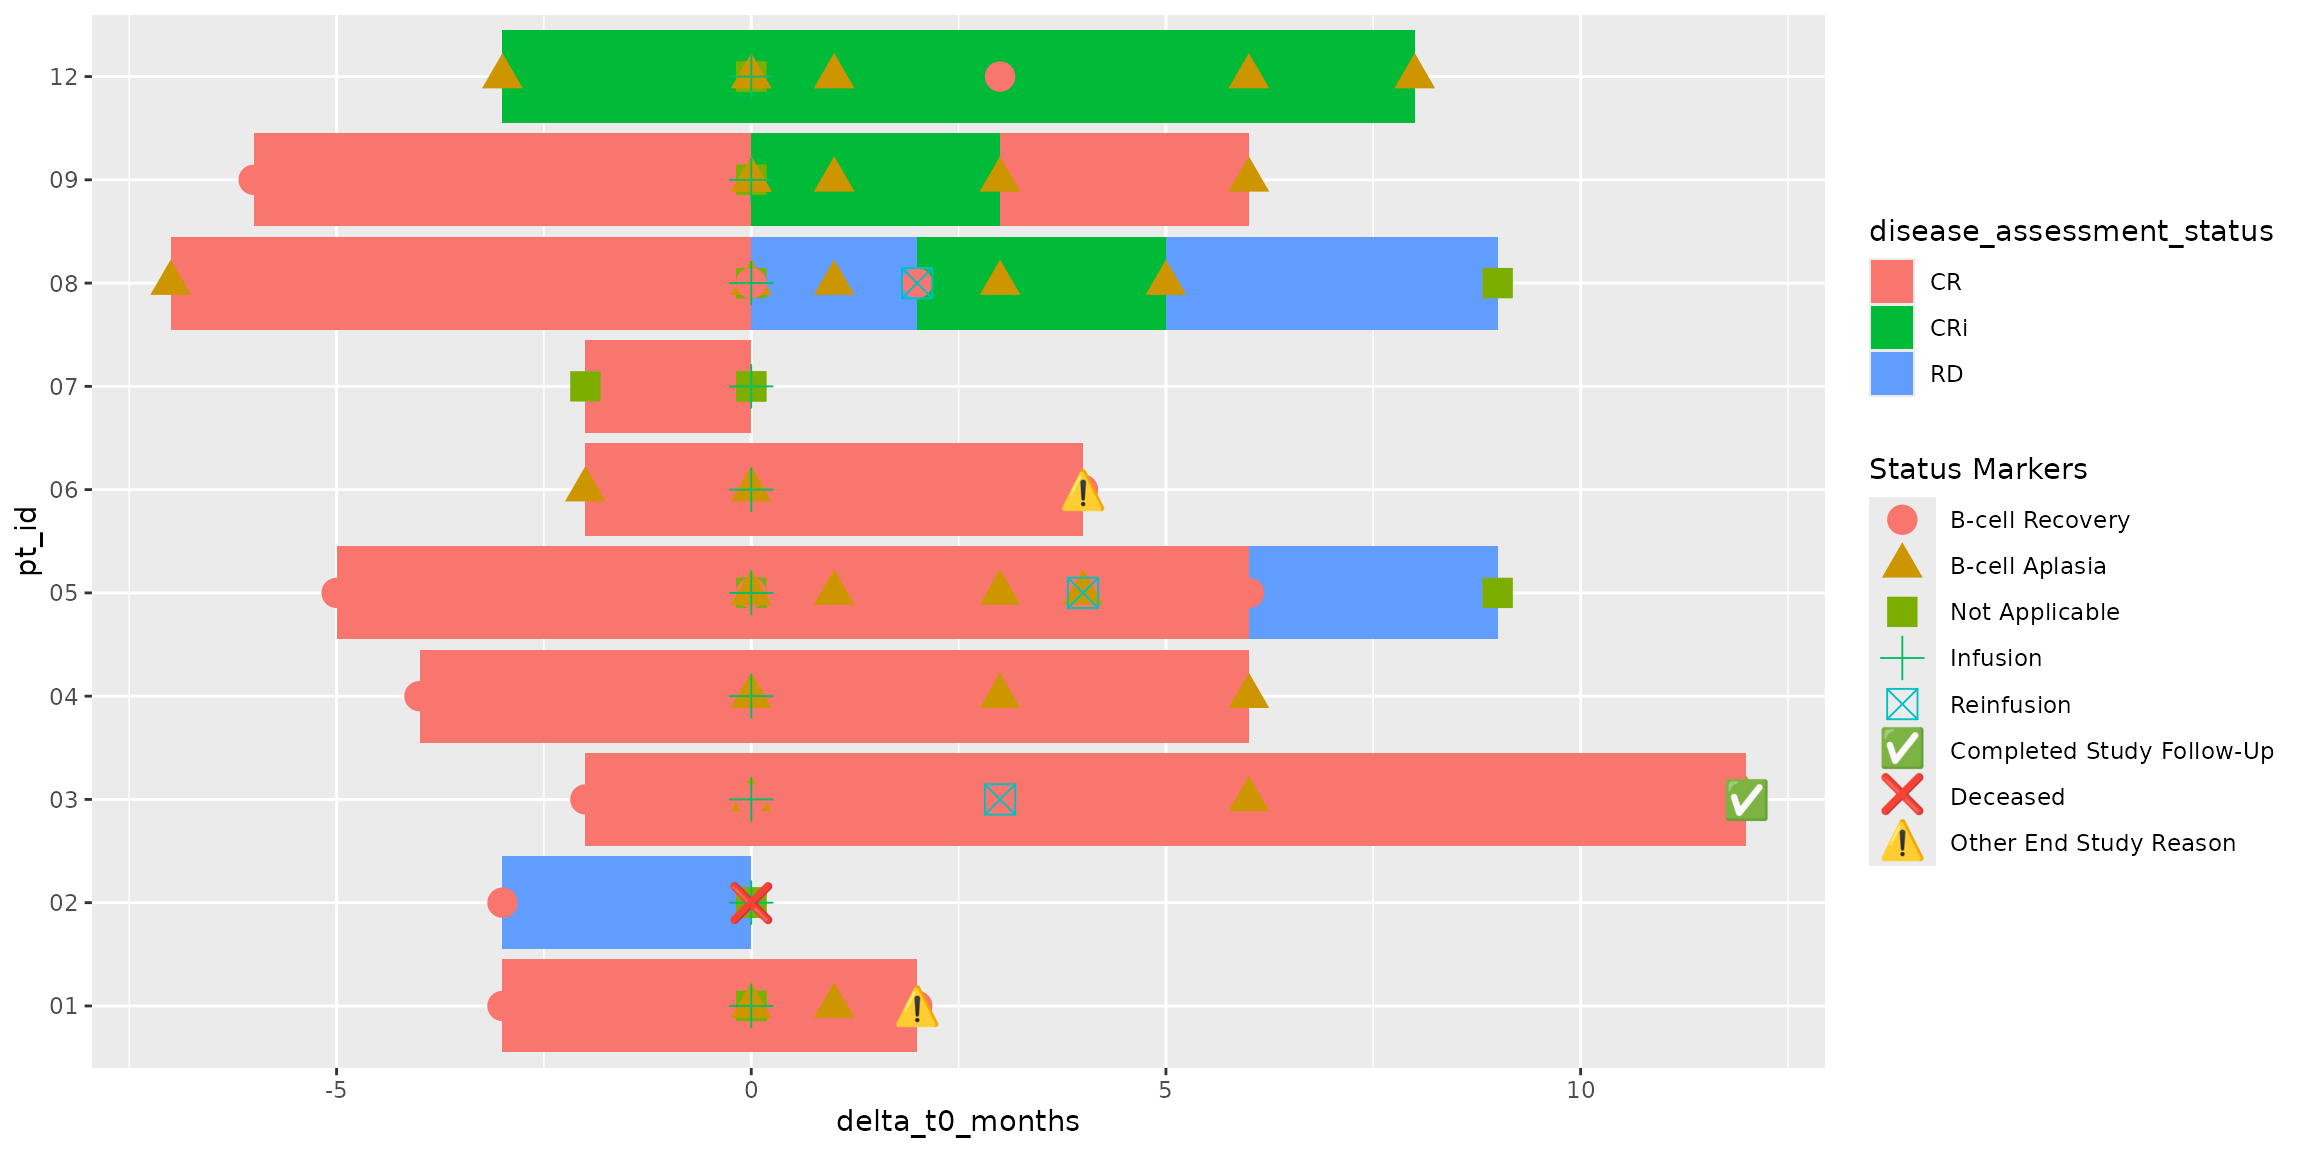 12
09
08
07
06
05
04
03
02
01
pt_id
-5 0 5 10
delta_t0_months
disease_assessment_status
CR
CRi
RD
Status Markers
B-cell Recovery
B-cell Aplasia
Not Applicable
Infusion
Reinfusion
Completed Study Follow-Up
Deceased
Other End Study Reason